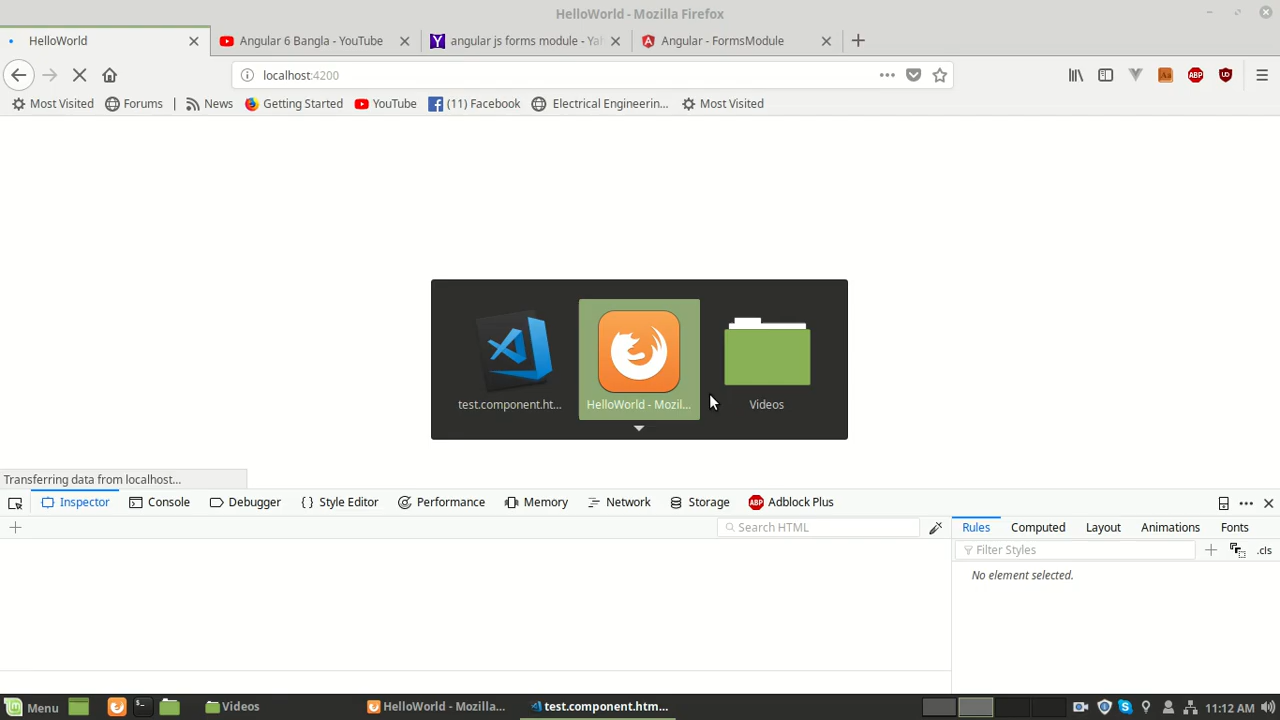 HelloWorld - Mozilla Firefox
HelloWorld
Angular 6 Bangla - YouTube
angular js forms module - Yah
Angular - FormsModule
localhost:4200
Most Visited
Forums
News
Getting Started
YouTube
(11) Facebook
Electrical Engineerin...
Most Visited
test.component.ht...
HelloWorld - Mozil...
Videos
Transferring data from localhost...
Inspector
Console
Debugger
{ } Style Editor
Performance
Memory
Network
Storage
ABP Adblock Plus
Search HTML
Rules
Computed
Layout
Animations
Fonts
Filter Styles
.cls
No element selected.
Menu
Videos
HelloWorld - Mozilla...
test.component.htm...
11:12 AM